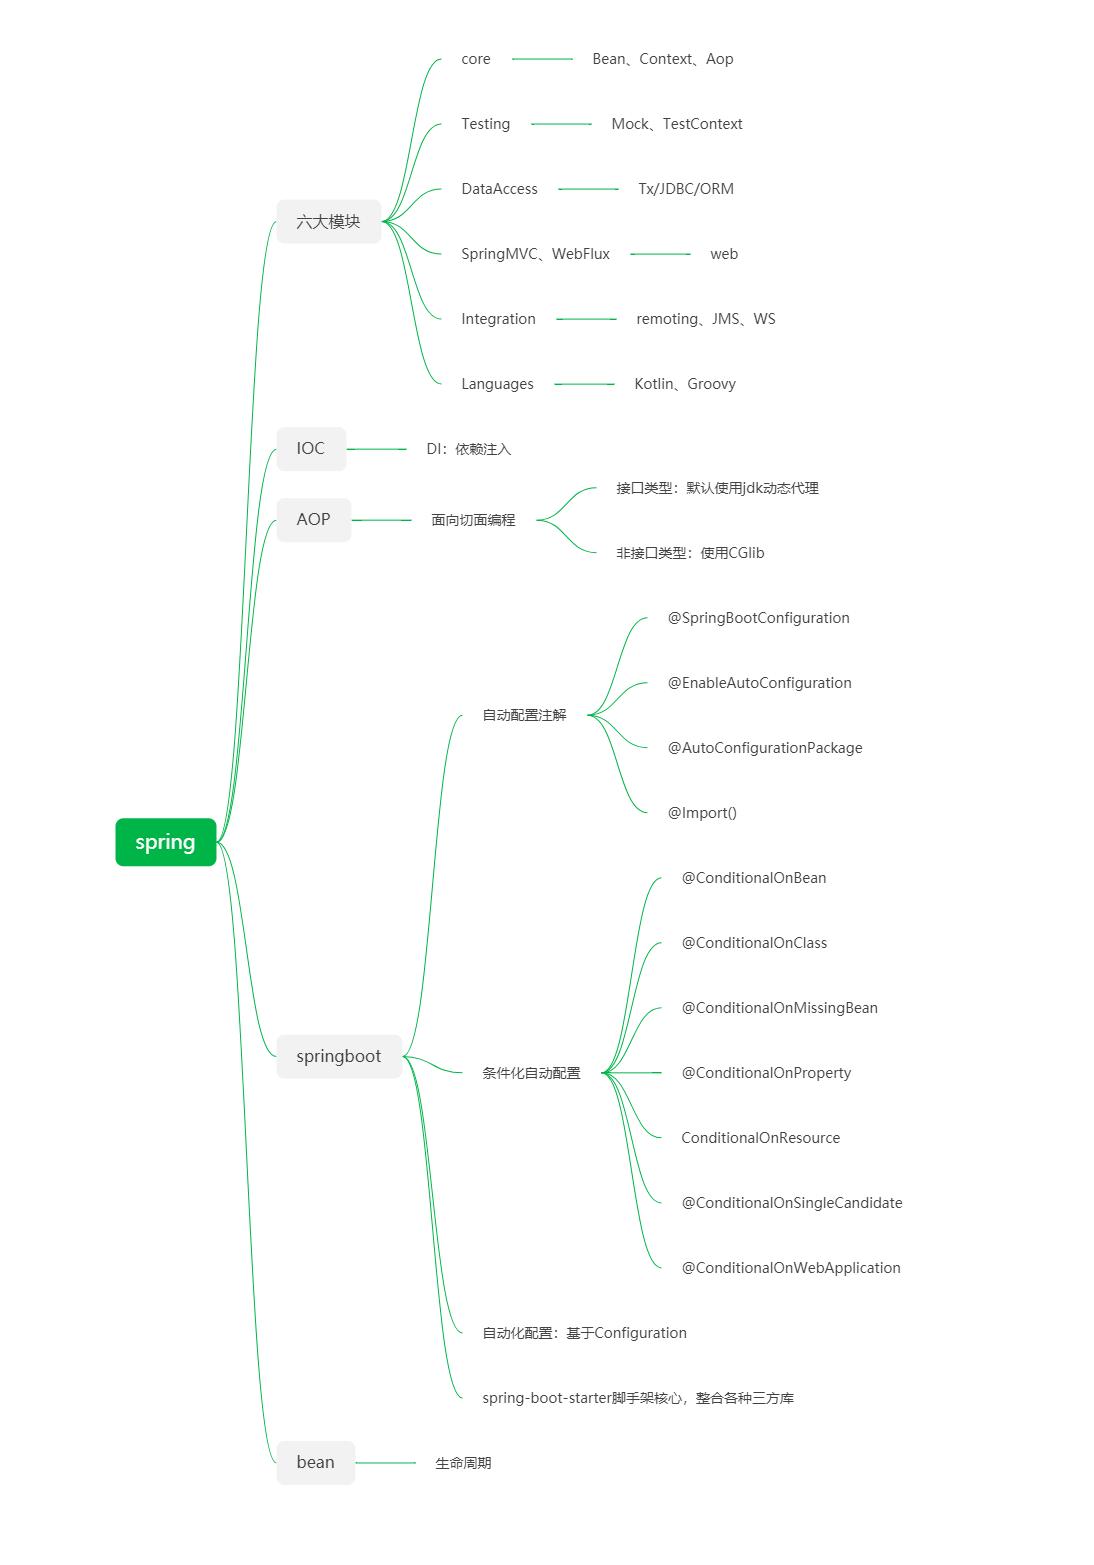 spring
六大模块
core
Bean、Context、Aop
Testing
Mock、TestContext
DataAccess
Tx/JDBC/ORM
SpringMVC、WebFlux
web
Integration
remoting、JMS、WS
Languages
Kotlin、Groovy
IOC
DI：依赖注入
AOP
面向切面编程
接口类型：默认使用jdk动态代理
非接口类型：使用CGlib
springboot
自动配置注解
@SpringBootConfiguration
@EnableAutoConfiguration
@AutoConfigurationPackage
@Import()
条件化自动配置
@ConditionalOnBean
@ConditionalOnClass
@ConditionalOnMissingBean
@ConditionalOnProperty
ConditionalOnResource
@ConditionalOnSingleCandidate
@ConditionalOnWebApplication
自动化配置：基于Configuration
spring-boot-starter脚手架核心，整合各种三方库
bean
生命周期